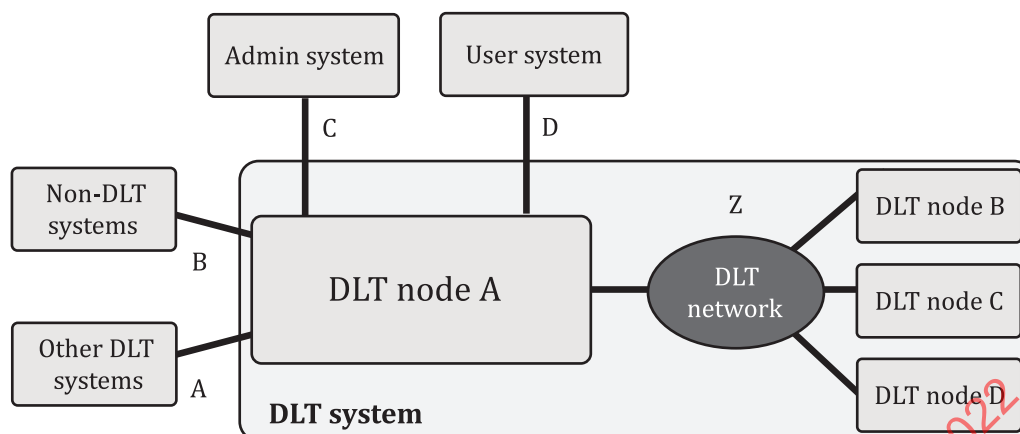 Admin system
User system
C
D
Non-DLT
systems
B
Z
DLT node B
DLT node A
DLT
network
DLT node C
Other DLT
systems
A
DLT node D
DLT system
022